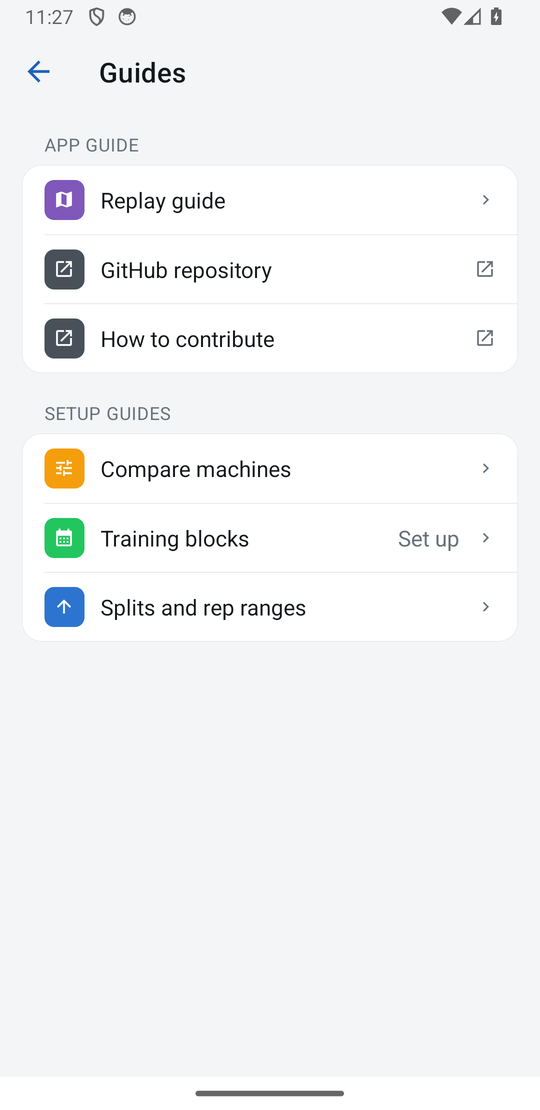 11:27
Guides
APP GUIDE
Replay guide
GitHub repository
How to contribute
SETUP GUIDES
Compare machines
Training blocks Set up
Splits and rep ranges